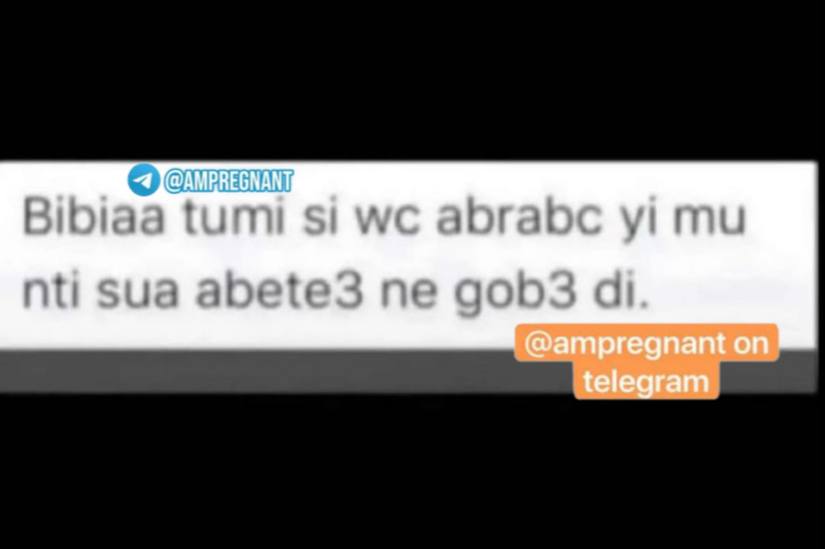 @AMPREGNANT
Bibiaa tumi si wc abrabc yi mu
nti sua abete3 ne gob3 di.
@ampregnant on
telegram